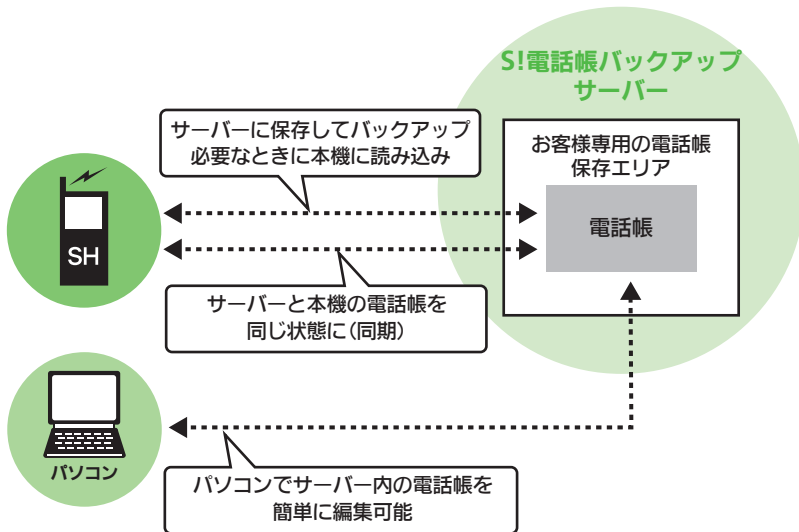 S!電話帳バックアップ
サーバー
サーバーに保存してバックアップ
必要なときに本機に読み込み
お客様専用の電話帳
保存エリア
電話帳
SH
サーバーと本機の電話帳を
同じ状態に(同期)
パソコン
パソコンでサーバー内の電話帳を
簡単に編集可能